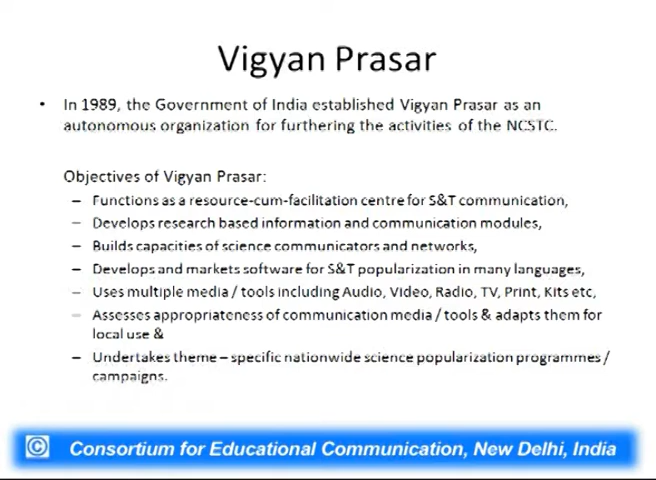 Vigyan Prasar
• In 1989, the Government of India established Vigyan Prasar as an
autonomous organization for furthering the activities of the NCSTC.
Objectives of Vigyan Prasar:
– Functions as a resource-cum-facilitation centre for S&T communication,
– Develops research based information and communication modules,
– Builds capacities of science communicators and networks,
– Develops and markets software for S&T popularization in many languages,
– Uses multiple media / tools including Audio, Video, Radio, TV, Print, Kits etc,
– Assesses appropriateness of communication media / tools & adapts them for
local use &
– Undertakes theme – specific nationwide science popularization programmes /
campaigns.
© Consortium for Educational Communication, New Delhi, India